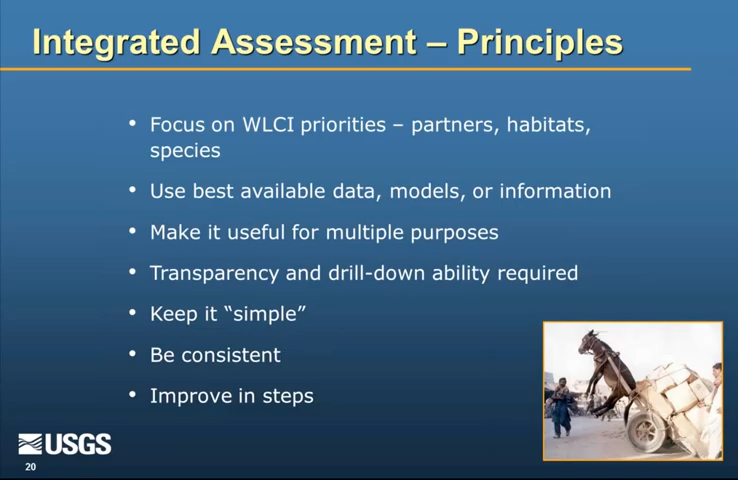 Integrated Assessment – Principles
• Focus on WLCI priorities – partners, habitats,
species
• Use best available data, models, or information
• Make it useful for multiple purposes
• Transparency and drill-down ability required
• Keep it “simple”
• Be consistent
• Improve in steps
USGS
20